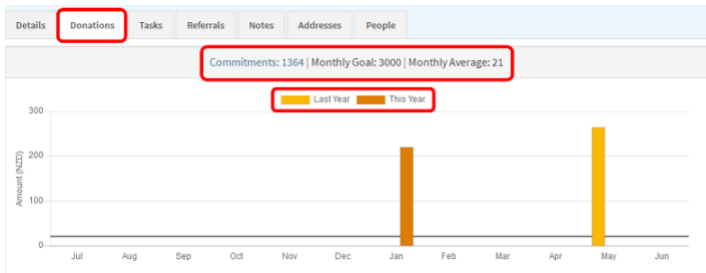 Details Donations Tasks Referrals Notes Addresses People
Commitments: 1364 | Monthly Goal: 3000 | Monthly Average: 21
Last Year This Year
Amount (NZD)
300
200
100
0
Jul Aug Sep Oct Nov Dec Jan Feb Mar Apr May Jun